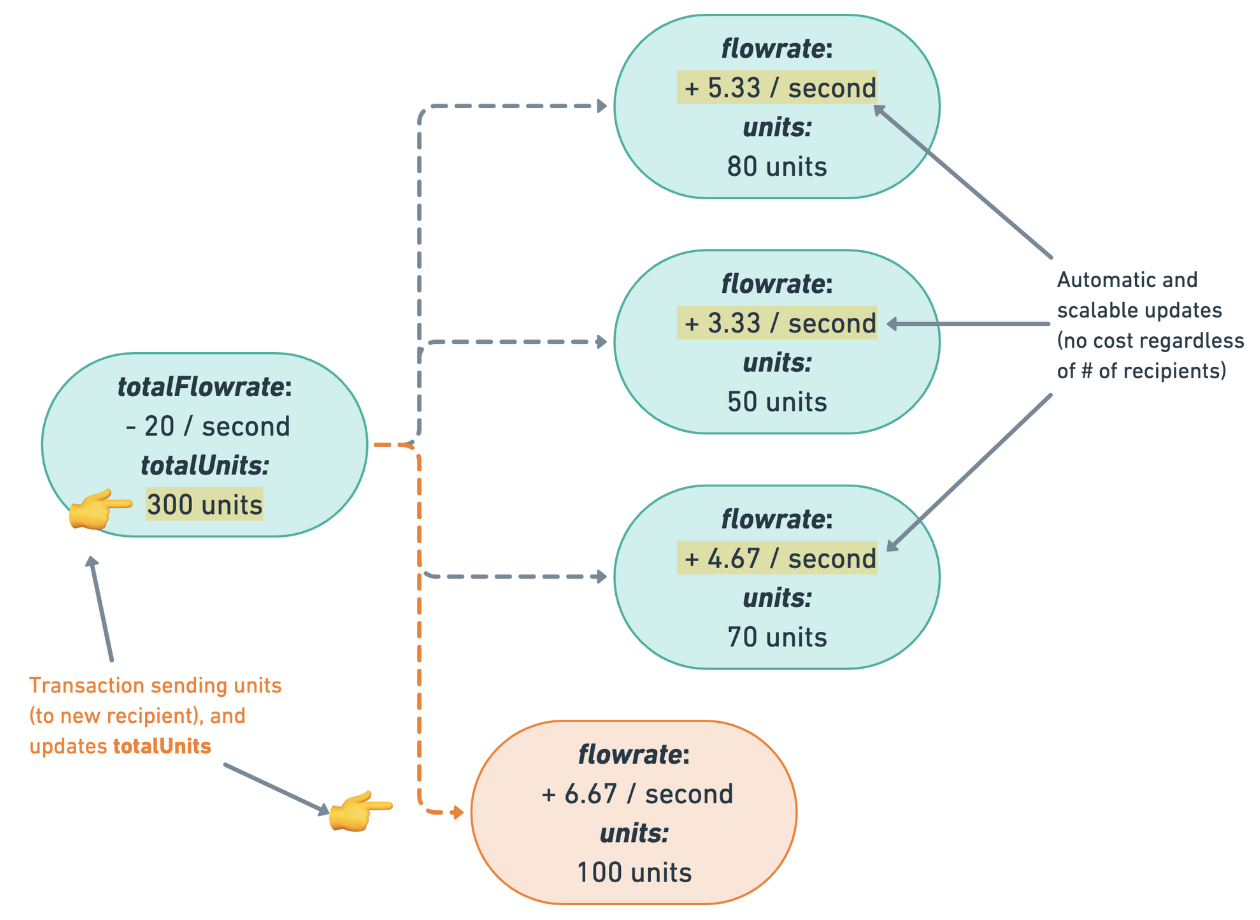 flowrate:
+ 5.33 / second
units:
80 units
flowrate:
+ 3.33 / second
units:
50 units
Automatic and
scalable updates
(no cost regardless
of # of recipients)
totalFlowrate:
- 20 / second
totalUnits:
300 units
flowrate:
+ 4.67 / second
units:
70 units
Transaction sending units
(to new recipient), and
updates totalUnits
flowrate:
+ 6.67 / second
units:
100 units